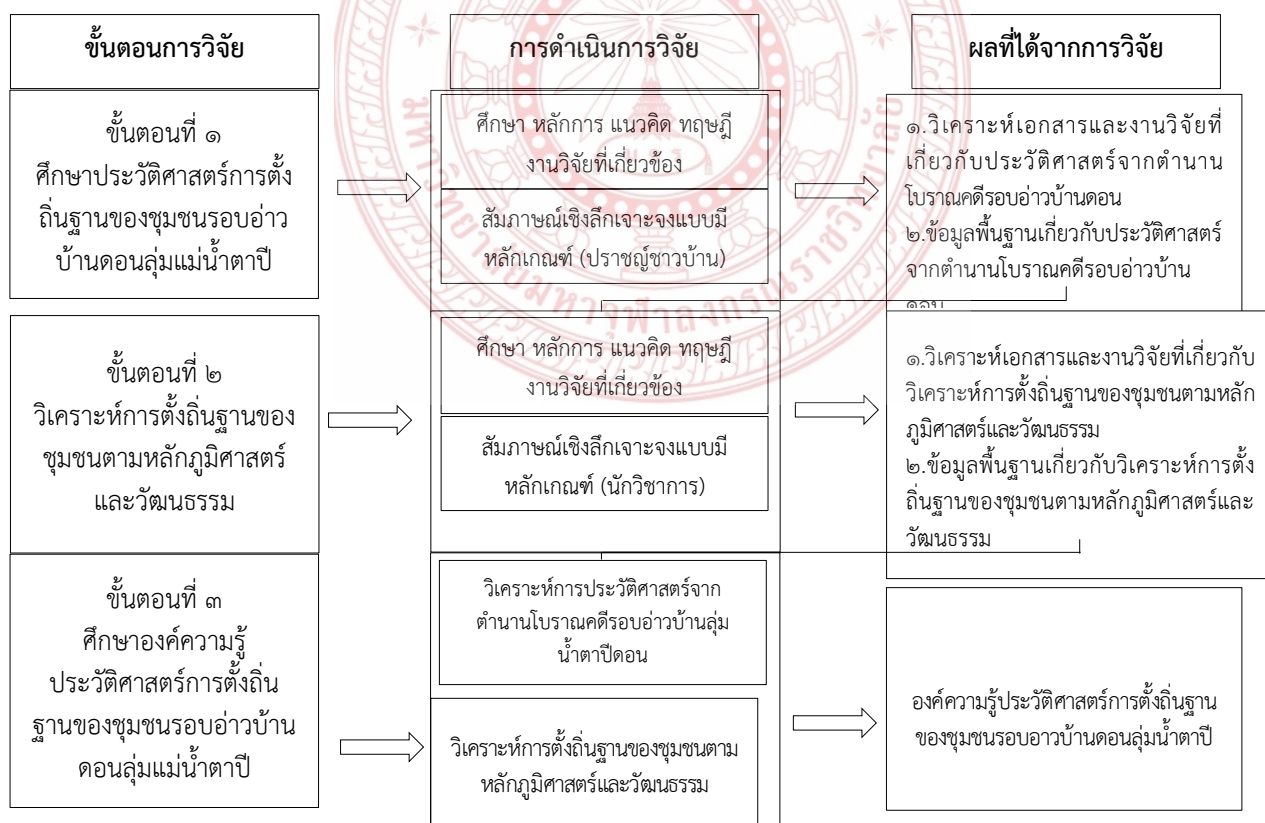 ขั้นตอนการวิจัย
การดำเนินการวิจัย
ผลที่ได้จากการวิจัย
ขั้นตอนที่ ๑
ศึกษาประวัติศาสตร์การตั้ง
ถิ่นฐานของชุมชนรอบอ่าว
บ้านดอนลุ่มแม่น้ำตาปี
ศึกษา หลักการ แนวคิด ทฤษฎี
งานวิจัยที่เกี่ยวข้อง
สัมภาษณ์เชิงลึกเจาะจงแบบมี
หลักเกณฑ์ (ปราชญ์ชาวบ้าน)
๑.วิเคราะห์เอกสารและงานวิจัยที่
เกี่ยวกับประวัติศาสตร์จากตำนาน
โบราณคดีรอบอ่าวบ้านดอน
๒.ข้อมูลพื้นฐานเกี่ยวกับประวัติศาสตร์
จากตำนานโบราณคดีรอบอ่าวบ้าน
ดอน
ขั้นตอนที่ ๒
วิเคราะห์การตั้งถิ่นฐานของ
ชุมชนตามหลักภูมิศาสตร์
และวัฒนธรรม
ศึกษา หลักการ แนวคิด ทฤษฎี
งานวิจัยที่เกี่ยวข้อง
สัมภาษณ์เชิงลึกเจาะจงแบบมี
หลักเกณฑ์ (นักวิชาการ)
๑.วิเคราะห์เอกสารและงานวิจัยที่เกี่ยวกับ
วิเคราะห์การตั้งถิ่นฐานของชุมชนตามหลัก
ภูมิศาสตร์และวัฒนธรรม
๒.ข้อมูลพื้นฐานเกี่ยวกับวิเคราะห์การตั้ง
ถิ่นฐานของชุมชนตามหลักภูมิศาสตร์และ
วัฒนธรรม
ขั้นตอนที่ ๓
ศึกษาองค์ความรู้
ประวัติศาสตร์การตั้งถิ่น
ฐานของชุมชนรอบอ่าวบ้าน
ดอนลุ่มแม่น้ำตาปี
วิเคราะห์การประวัติศาสตร์จาก
ตำนานโบราณคดีรอบอ่าวบ้านลุ่ม
น้ำตาปีดอน
วิเคราะห์การตั้งถิ่นฐานของชุมชนตาม
หลักภูมิศาสตร์และวัฒนธรรม
องค์ความรู้ประวัติศาสตร์การตั้งถิ่นฐาน
ของชุมชนรอบอาวบ้านดอนลุ่มน้ำตาปี
มหาวิทยาลัยมหาจุฬาลงกรณราชวิทยาลัย